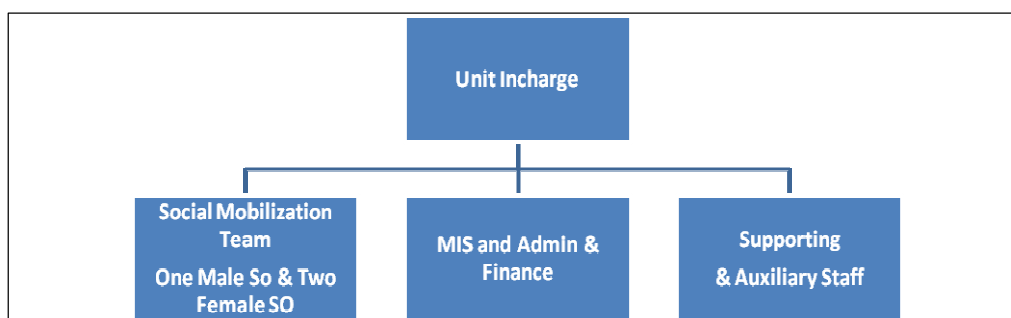 Unit Incharge
Social Mobilization
Team
One Male So & Two
Female SO
MIS and Admin &
Finance
Supporting
& Auxiliary Staff